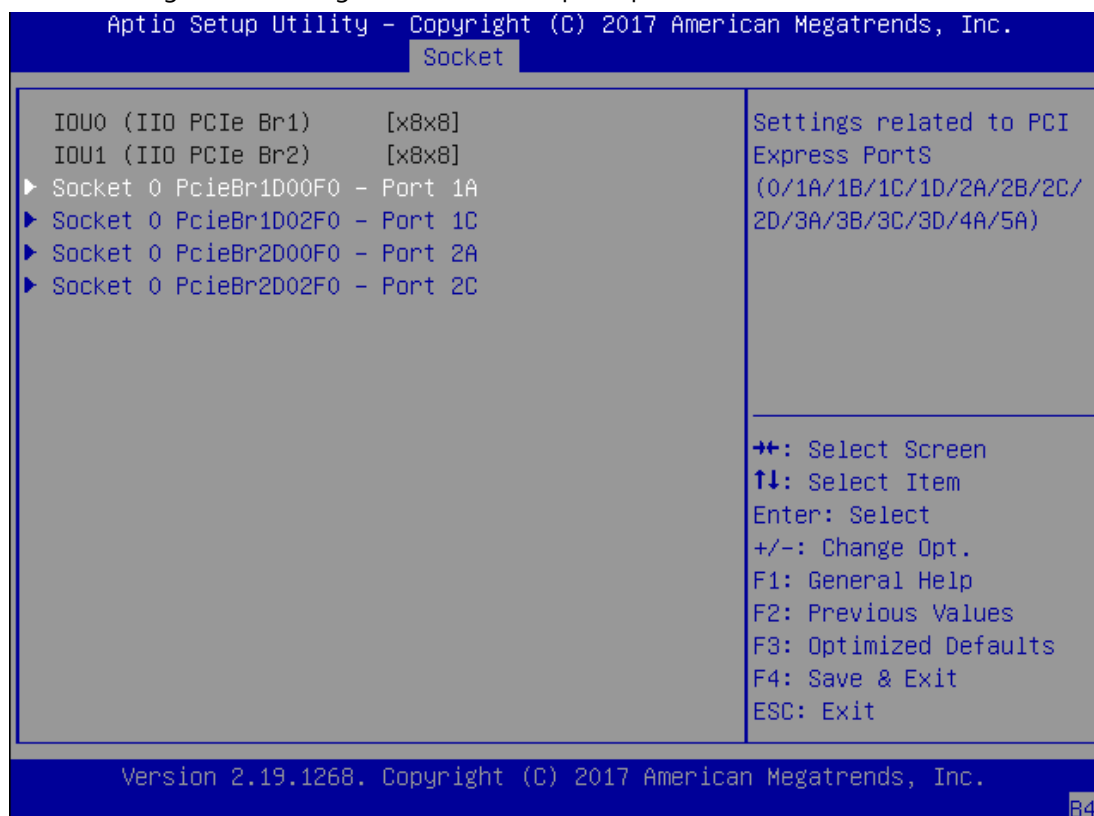 Aptio Setup Utility – Copyright (C) 2017 American Megatrends, Inc.
Socket
IOU0 (IIO PCIe Br1) [x8x8]
IOU1 (IIO PCIe Br2) [x8x8]
▶ Socket 0 PcieBr1D00F0 – Port 1A
▶ Socket 0 PcieBr1D02F0 – Port 1C
▶ Socket 0 PcieBr2D00F0 – Port 2A
▶ Socket 0 PcieBr2D02F0 – Port 2C
Settings related to PCI
Express PortS
(0/1A/1B/1C/1D/2A/2B/2C/
2D/3A/3B/3C/3D/4A/5A)
→←: Select Screen
↑↓: Select Item
Enter: Select
+/-: Change Opt.
F1: General Help
F2: Previous Values
F3: Optimized Defaults
F4: Save & Exit
ESC: Exit
Version 2.19.1268. Copyright (C) 2017 American Megatrends, Inc.